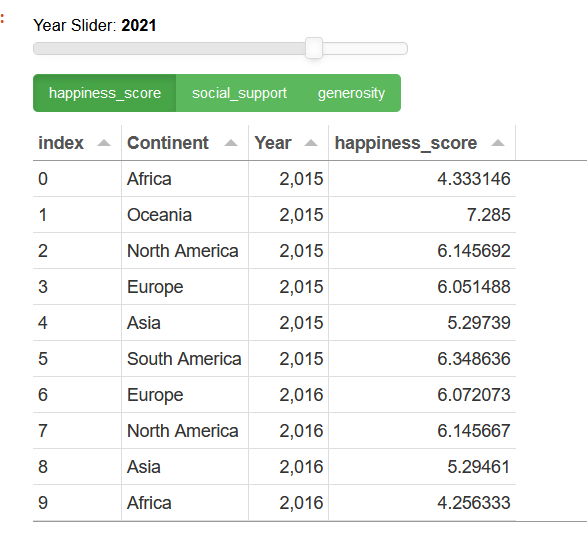 :
Year Slider: 2021
happiness_score social_support generosity
index Continent Year happiness_score
0 Africa 2,015 4.333146
1 Oceania 2,015 7.285
2 North America 2,015 6.145692
3 Europe 2,015 6.051488
4 Asia 2,015 5.29739
5 South America 2,015 6.348636
6 Europe 2,016 6.072073
7 North America 2,016 6.145667
8 Asia 2,016 5.29461
9 Africa 2,016 4.256333